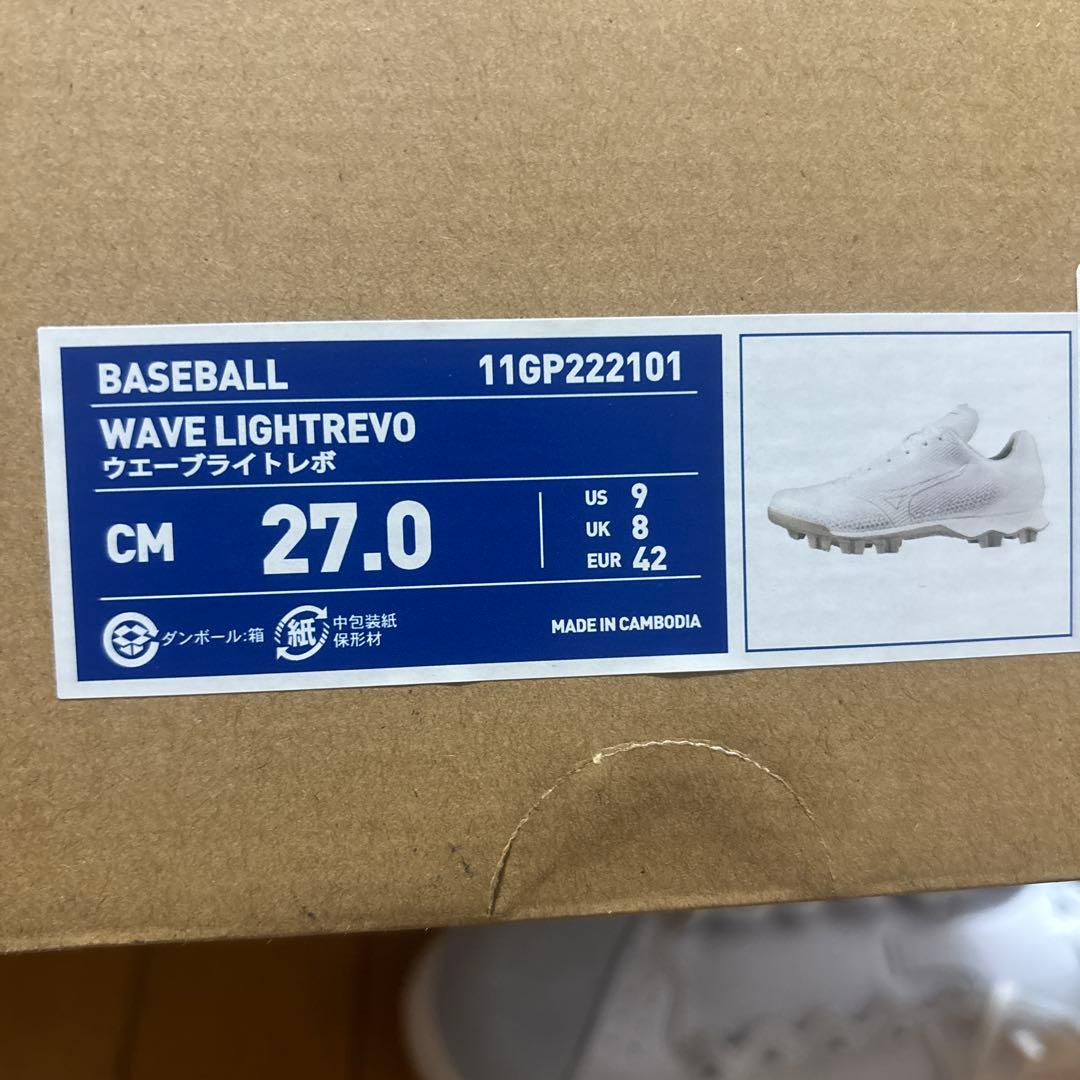 BASEBALL 11GP222101
WAVE LIGHTREVO
ウエーブライトレボ
CM 27.0
US 9
UK 8
EUR 42
ダンボール:箱
紙
中包装紙
保形材
MADE IN CAMBODIA